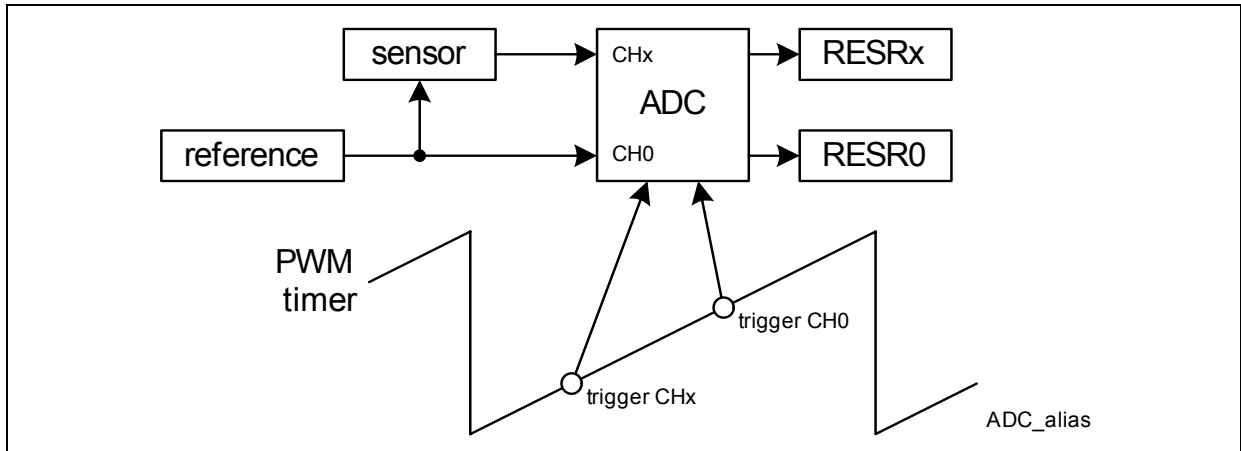 sensor
CHx
RESRx
ADC
reference
CH0
RESR0
PWM
timer
trigger CH0
trigger CHx
ADC_alias